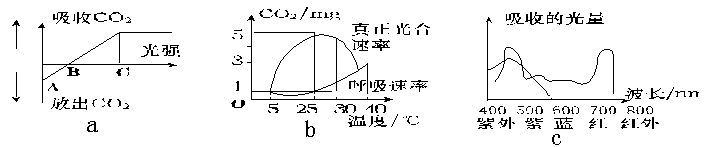 吸收CO₂
光强
A
B
C
放出CO₂
a
CO₂/mg
真正光合
速率
5
3
1
0
呼吸速率
5 25 30 40
温度/℃
b
吸收的光量
波长/nm
400 500 600 700 800
紫外 紫 蓝 红 红外
c